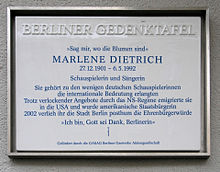 BERLINER GEDENKTAFEL
»Sag mir, wo die Blumen sind«
MARLENE DIETRICH
27.12.1901 – 6.5.1992
Schauspielerin und Sängerin
Sie gehört zu den wenigen deutschen Schauspielerinnen
die internationale Bedeutung erlangten
Trotz verlockender Angebote durch das NS-Regime emigrierte sie
in die USA und wurde amerikanische Staatsbürgerin
2002 verlieh ihr die Stadt Berlin posthum die Ehrenbürgerwürde
»Ich bin, Gott sei Dank, Berlinerin«
Gefördert durch die GASAG Berliner Gaswerke Aktiengesellschaft